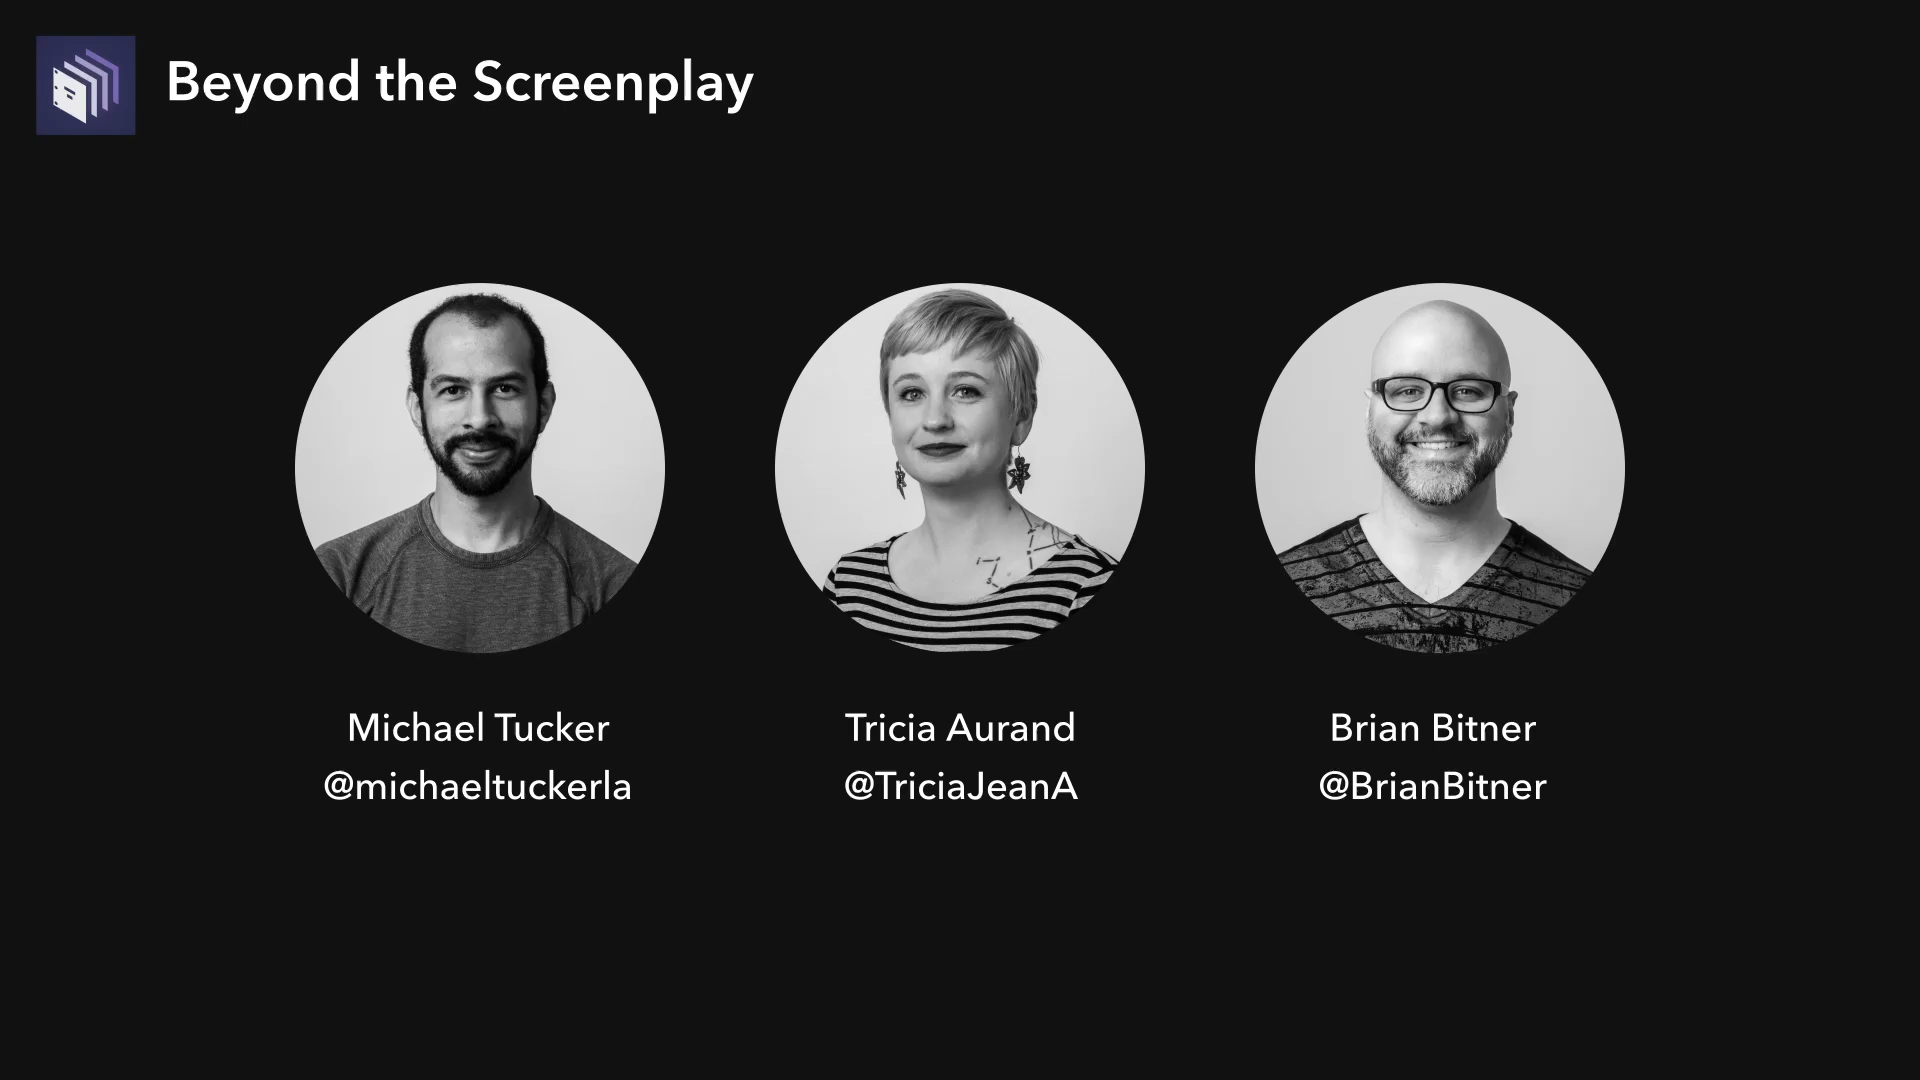 Beyond the Screenplay
Michael Tucker
@michaeltuckerla
Tricia Aurand
@TriciaJeanA
Brian Bitner
@BrianBitner